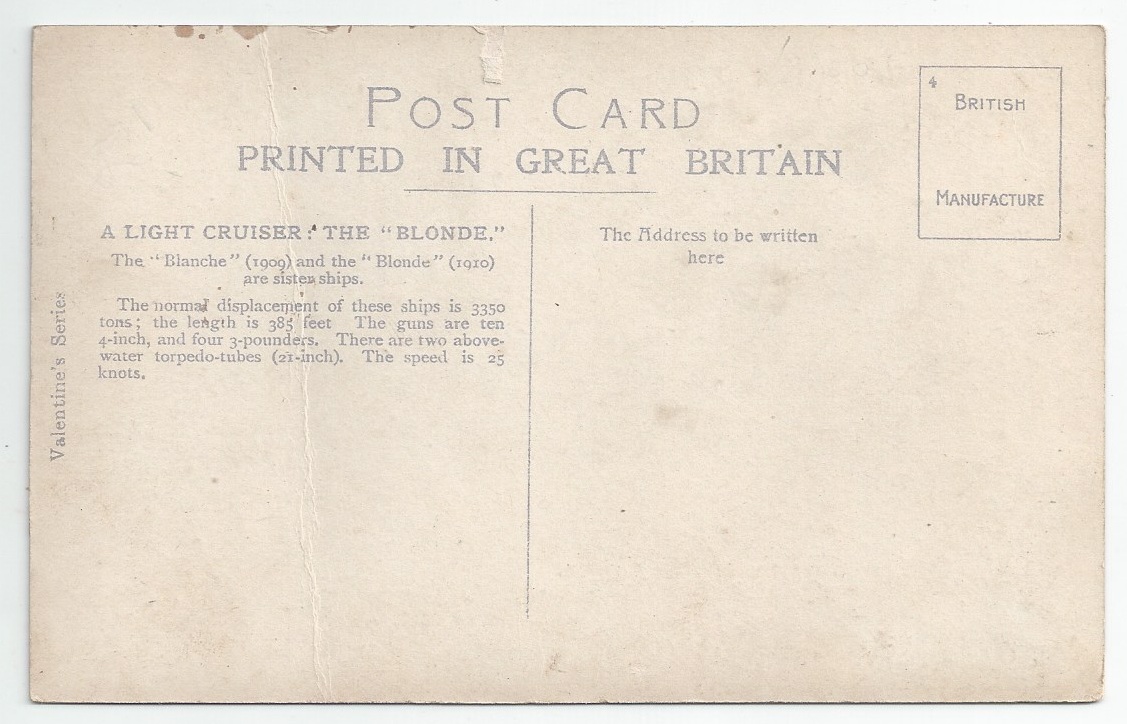 POST CARD
PRINTED IN GREAT BRITAIN
4
BRITISH
MANUFACTURE
A LIGHT CRUISER: THE "BLONDE."
The "Blanche" (1909) and the "Blonde" (1910)
are sister ships.
The normal displacement of these ships is 3350
tons; the length is 385 feet The guns are ten
4-inch, and four 3-pounders. There are two above-
water torpedo-tubes (21-inch). The speed is 25
knots.
The Address to be written
here
Valentine's Series